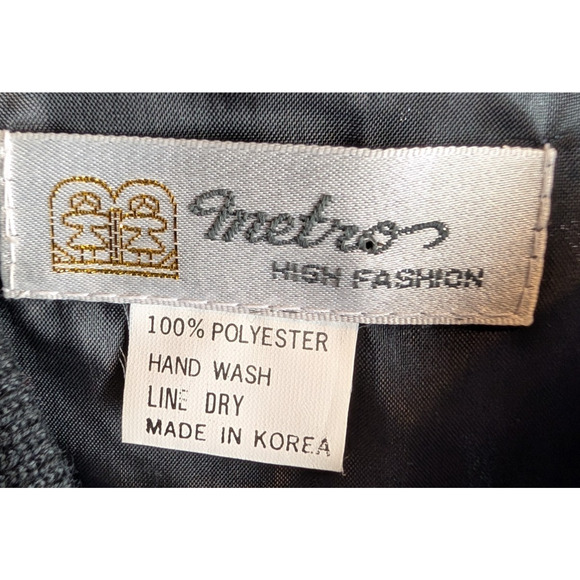 metro
HIGH FASHION
100% POLYESTER
HAND WASH
LINE DRY
MADE IN KOREA